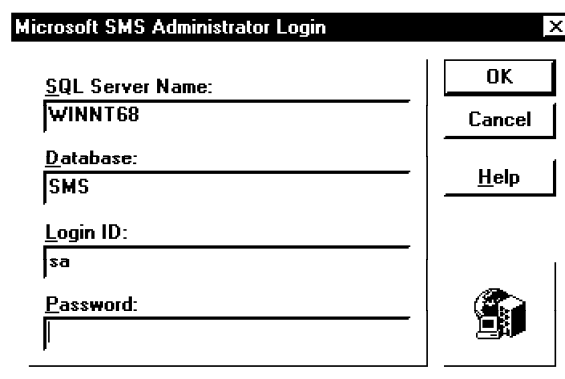 Microsoft SMS Administrator Login
SQL Server Name:
WINNT68
Database:
SMS
Login ID:
sa
Password:
OK
Cancel
Help